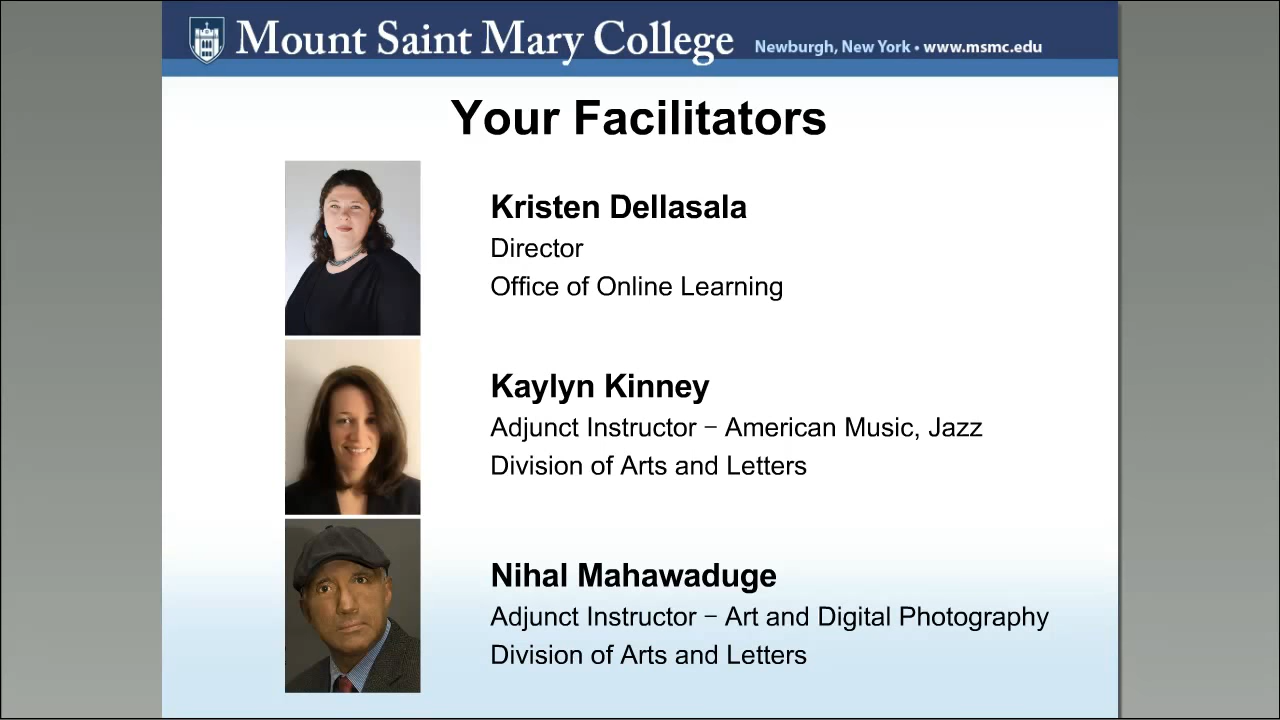 Mount Saint Mary College Newburgh, New York • www.msmc.edu
Your Facilitators
Kristen Dellasala
Director
Office of Online Learning
Kaylyn Kinney
Adjunct Instructor – American Music, Jazz
Division of Arts and Letters
Nihal Mahawaduge
Adjunct Instructor – Art and Digital Photography
Division of Arts and Letters